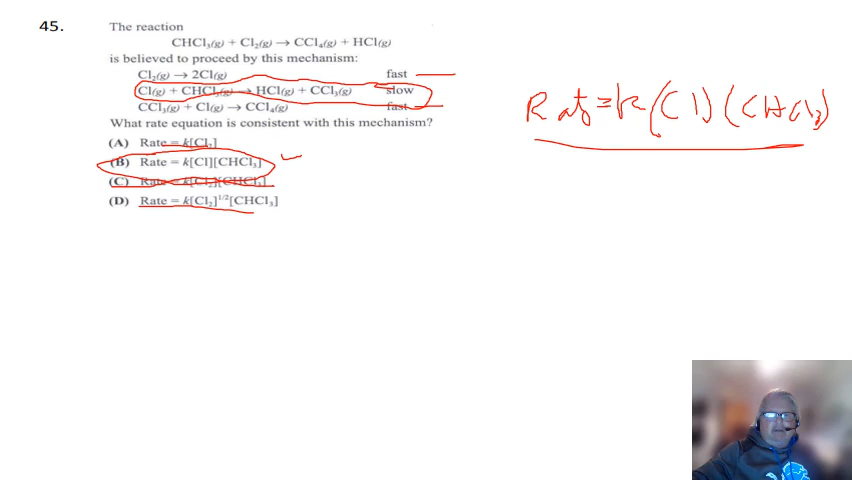 45. The reaction
CHCl₃(g) + Cl₂(g) → CCl₄(g) + HCl(g)
is believed to proceed by this mechanism:
Cl₂(g) → 2Cl(g) fast
Cl(g) + CHCl₃(g) → HCl(g) + CCl₃(g) slow
CCl₃(g) + Cl(g) → CCl₄(g) fast
What rate equation is consistent with this mechanism?
(A) Rate = k[Cl₂]
(B) Rate = k[Cl][CHCl₃]
(C) Rate = k[Cl₂][CHCl₃]
(D) Rate = k[Cl₂]¹/²[CHCl₃]
Rate = k (Cl) (CHCl₃)